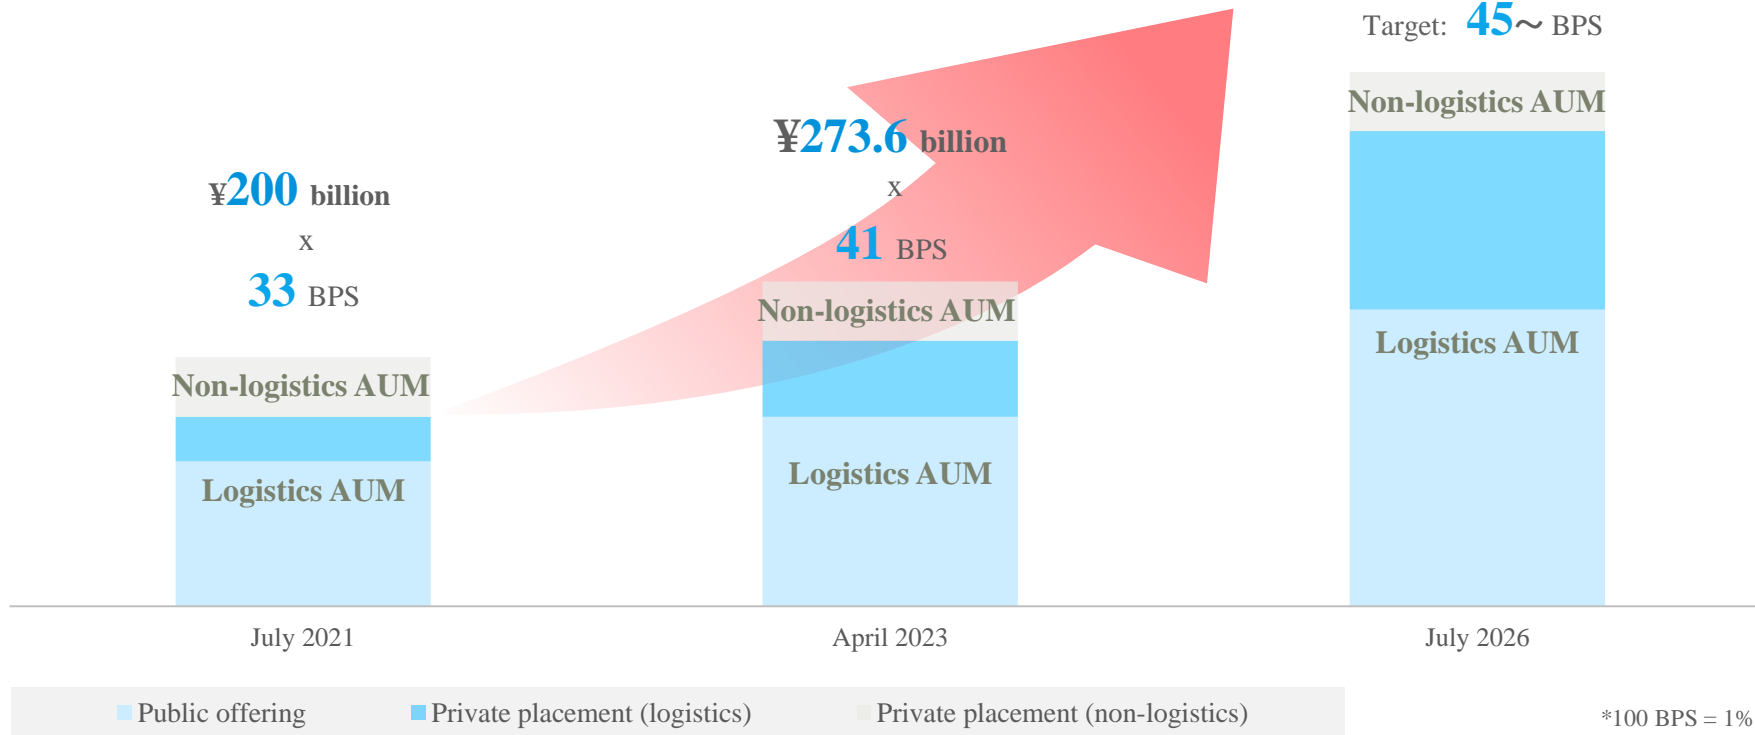 Target: 45～ BPS
Non-logistics AUM
Logistics AUM
¥273.6 billion
x
41 BPS
Non-logistics AUM
Logistics AUM
¥200 billion
x
33 BPS
Non-logistics AUM
Logistics AUM
July 2021
April 2023
July 2026
Public offering
Private placement (logistics)
Private placement (non-logistics)
*100 BPS = 1%